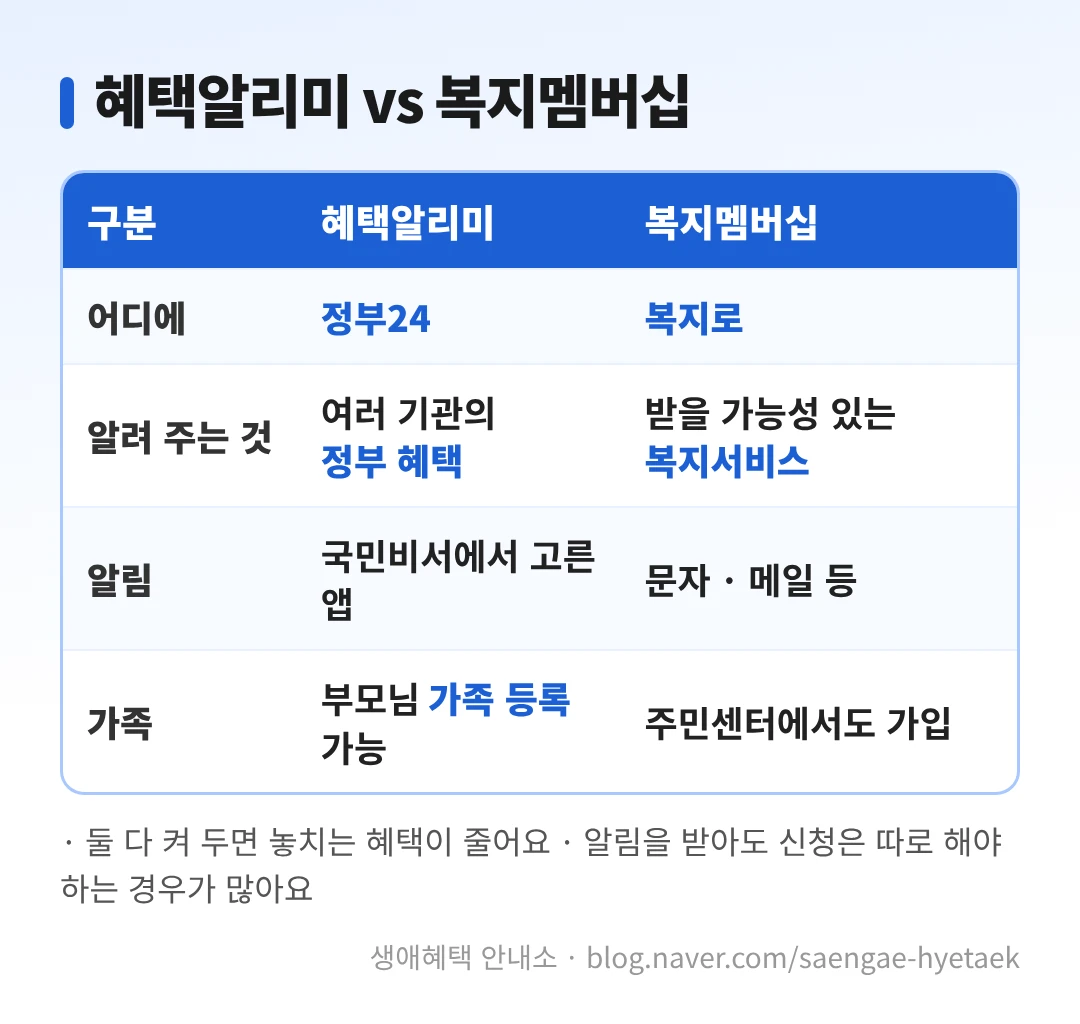 혜택알리미 vs 복지멤버십
구분 혜택알리미 복지멤버십
어디에 정부24 복지로
알려 주는 것 여러 기관의 정부 혜택 받을 가능성 있는 복지서비스
알림 국민비서에서 고른 앱 문자 · 메일 등
가족 부모님 가족 등록 가능 주민센터에서도 가입
· 둘 다 켜 두면 놓치는 혜택이 줄어요 · 알림을 받아도 신청은 따로 해야
하는 경우가 많아요
생애혜택 안내소 · blog.naver.com/saengae-hyetaek